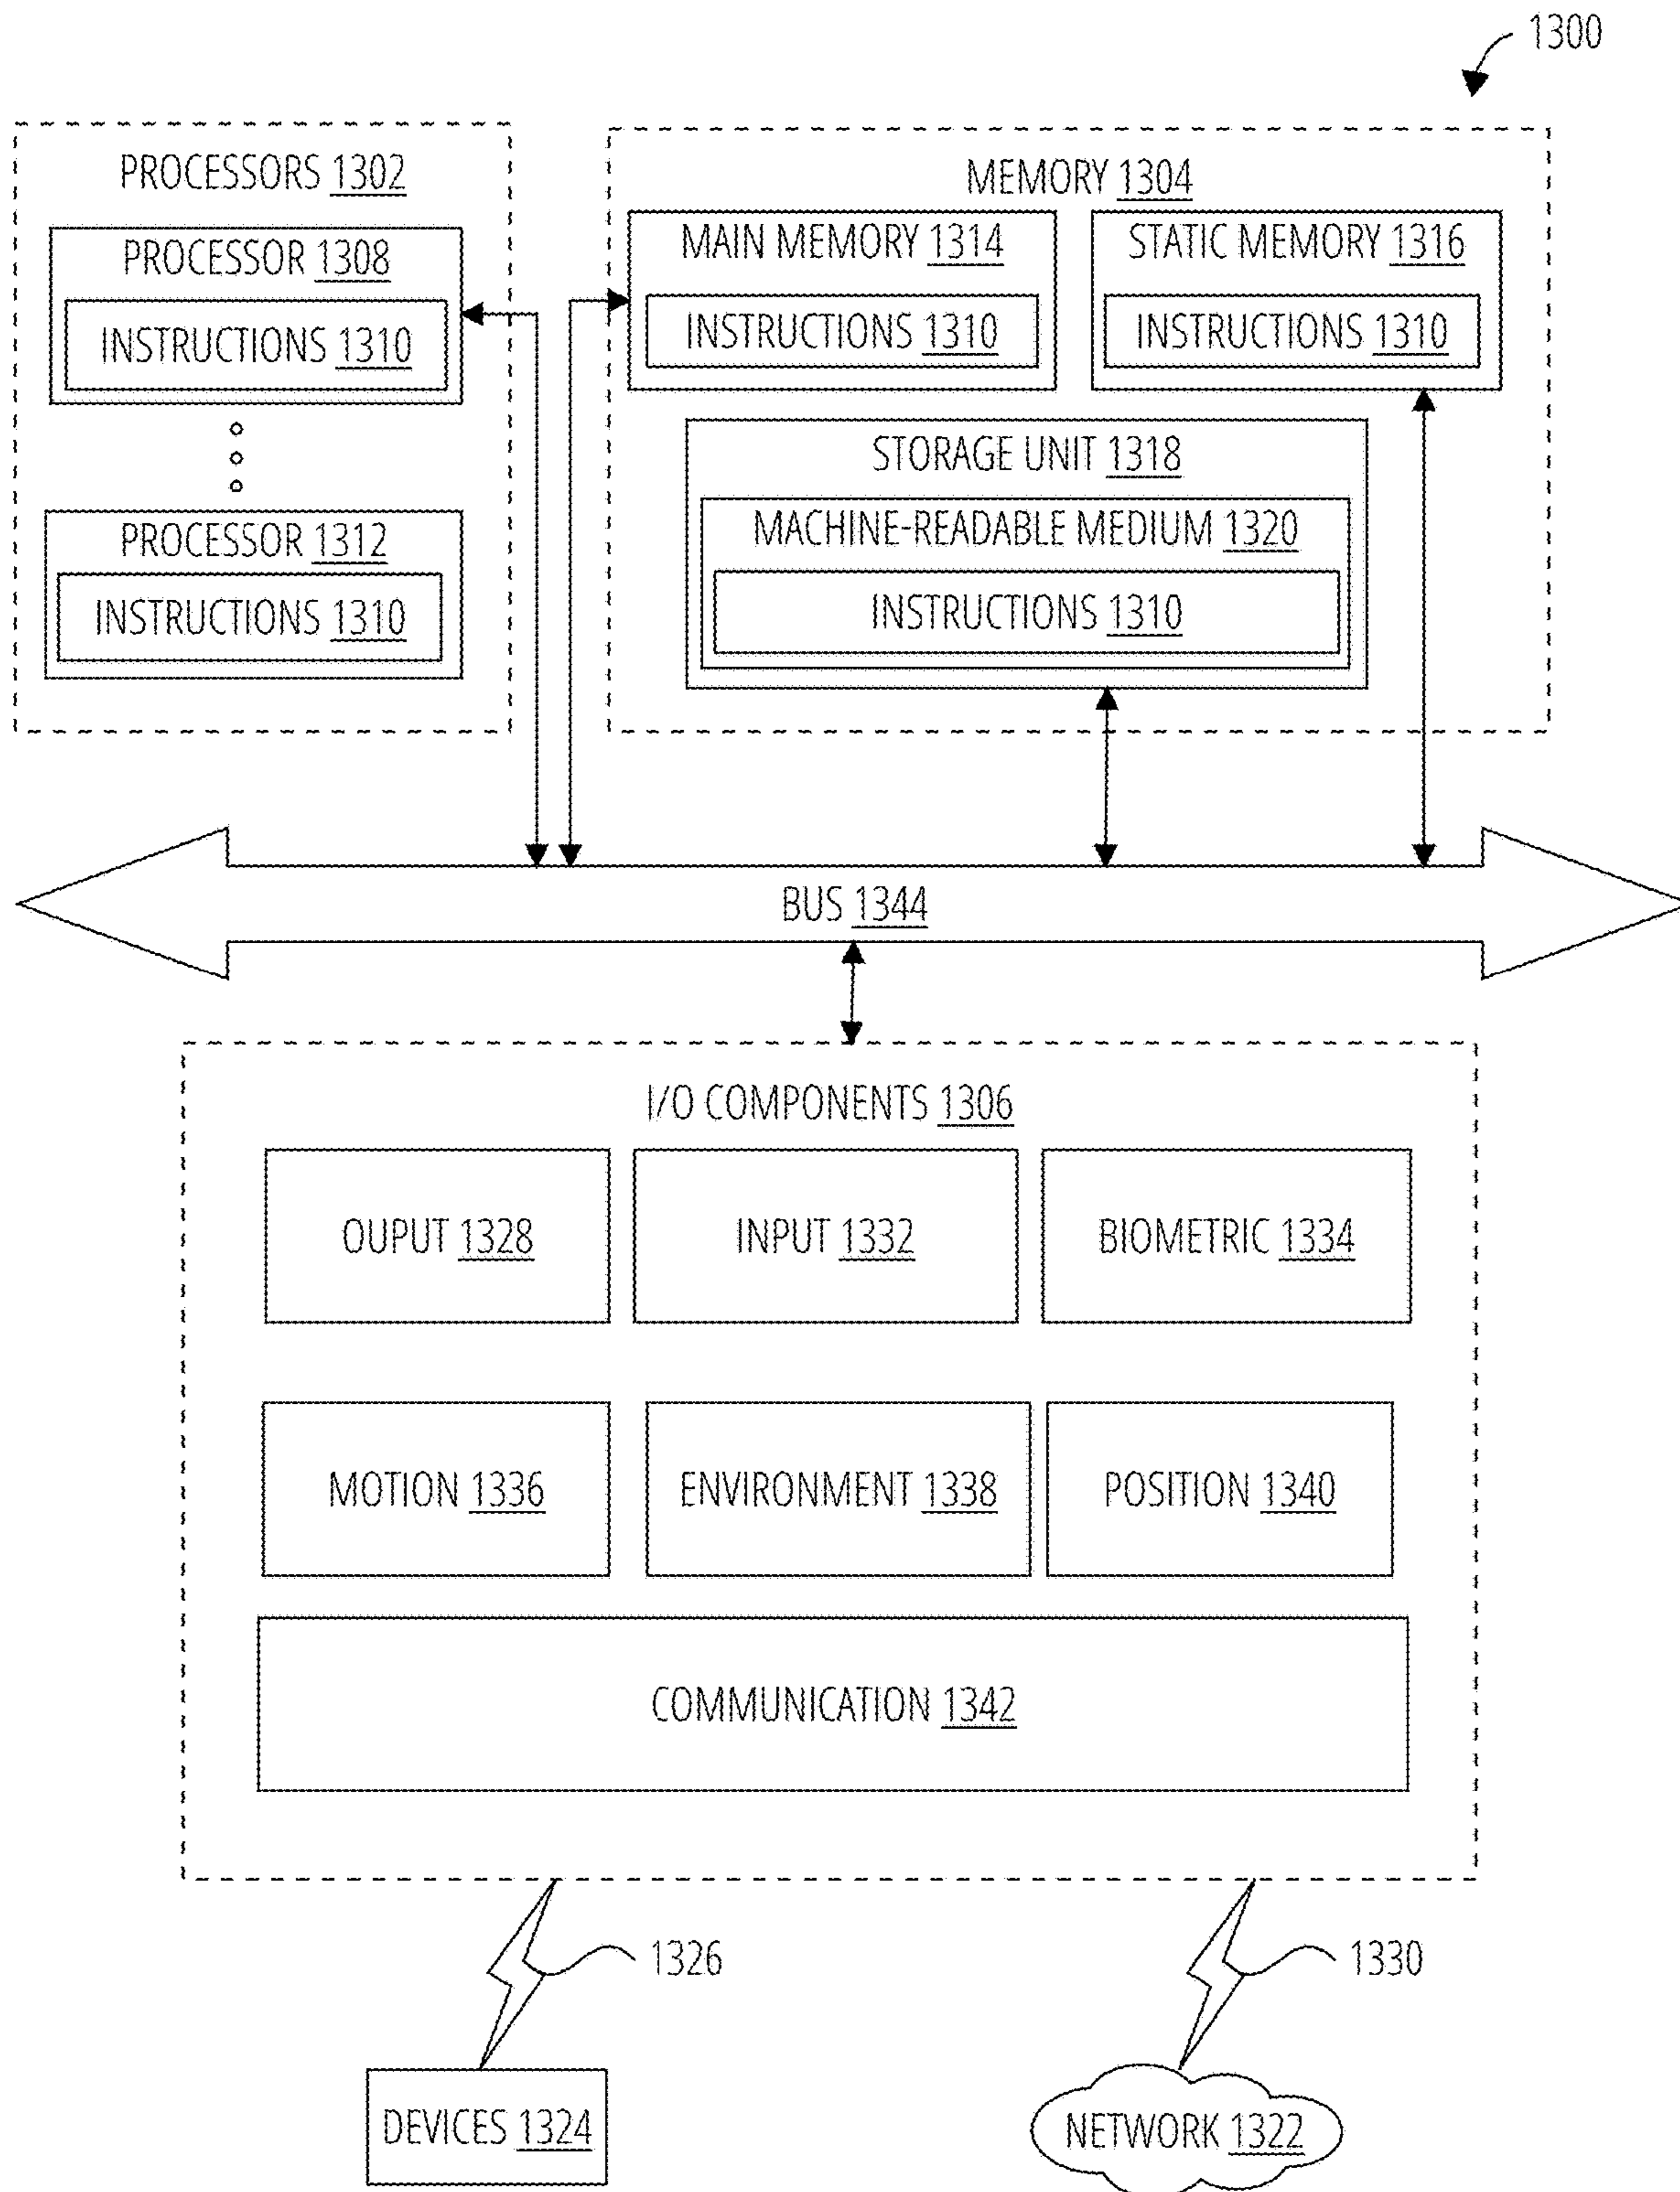 1300
PROCESSORS 1302
PROCESSOR 1308
INSTRUCTIONS 1310
PROCESSOR 1312
INSTRUCTIONS 1310
MEMORY 1304
MAIN MEMORY 1314
INSTRUCTIONS 1310
STATIC MEMORY 1316
INSTRUCTIONS 1310
STORAGE UNIT 1318
MACHINE-READABLE MEDIUM 1320
INSTRUCTIONS 1310
BUS 1344
I/O COMPONENTS 1306
OUPUT 1328
INPUT 1332
BIOMETRIC 1334
MOTION 1336
ENVIRONMENT 1338
POSITION 1340
COMMUNICATION 1342
1326
1330
DEVICES 1324
NETWORK 1322